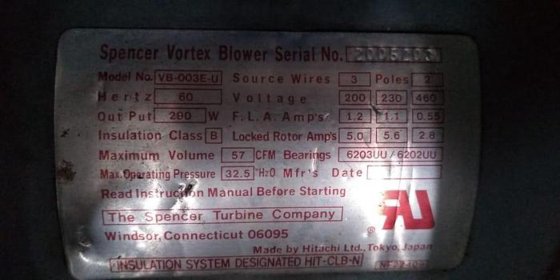 Spencer Vortex Blower Serial No.
Model No. VB-003E-U Source Wires 3 Poles 2
Hertz 60 Voltage 200 230 460
Out Put 200 W F.L.A. Amp's 1.2 1.1 0.55
Insulation Class B Locked Rotor Amp's 5.0 5.6 2.8
Maximum Volume 57 CFM Bearings 6203UU/6202UU
Max. Operating Pressure 32.5 "H2O Mfr's Date
Read Instruction Manual Before Starting
The Spencer Turbine Company
Windsor, Connecticut 06095
Made by Hitachi Ltd., Tokyo, Japan
INSULATION SYSTEM DESIGNATED HIT-CLB-N